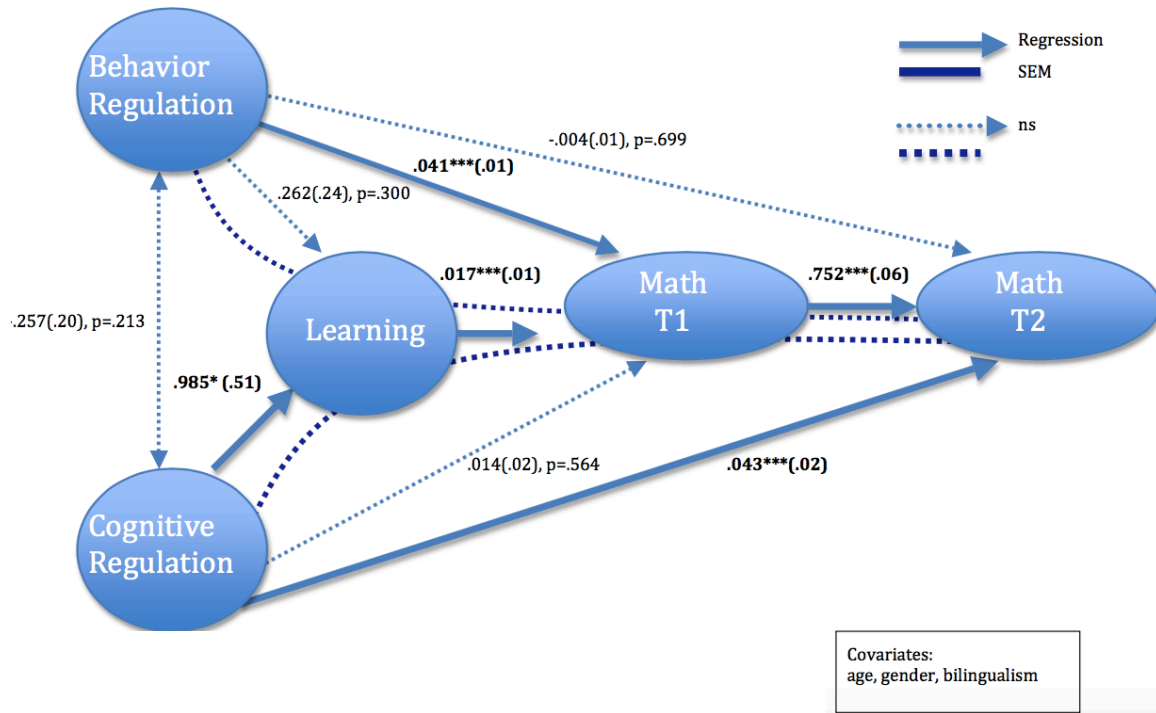 Behavior
Regulation
Regression
SEM
ns
-.004(.01), p=.699
.041***(.01)
.262(.24), p=.300
.017***(.01)
Math
T1
.752***(.06)
Math
T2
Learning
-.257(.20), p=.213
.985* (.51)
.014(.02), p=.564
.043***(.02)
Cognitive
Regulation
Covariates:
age, gender, bilingualism